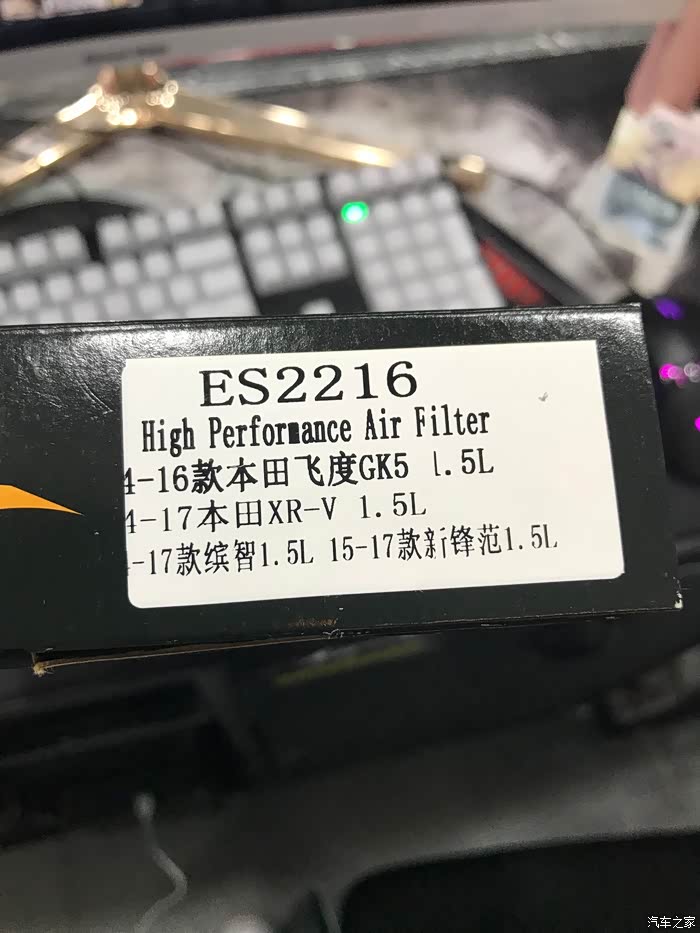 ES2216
High Performance Air Filter
4-16款本田飞度GK5 1.5L
4-17本田XR-V 1.5L
-17款缤智1.5L 15-17款新锋范1.5L
汽车之家